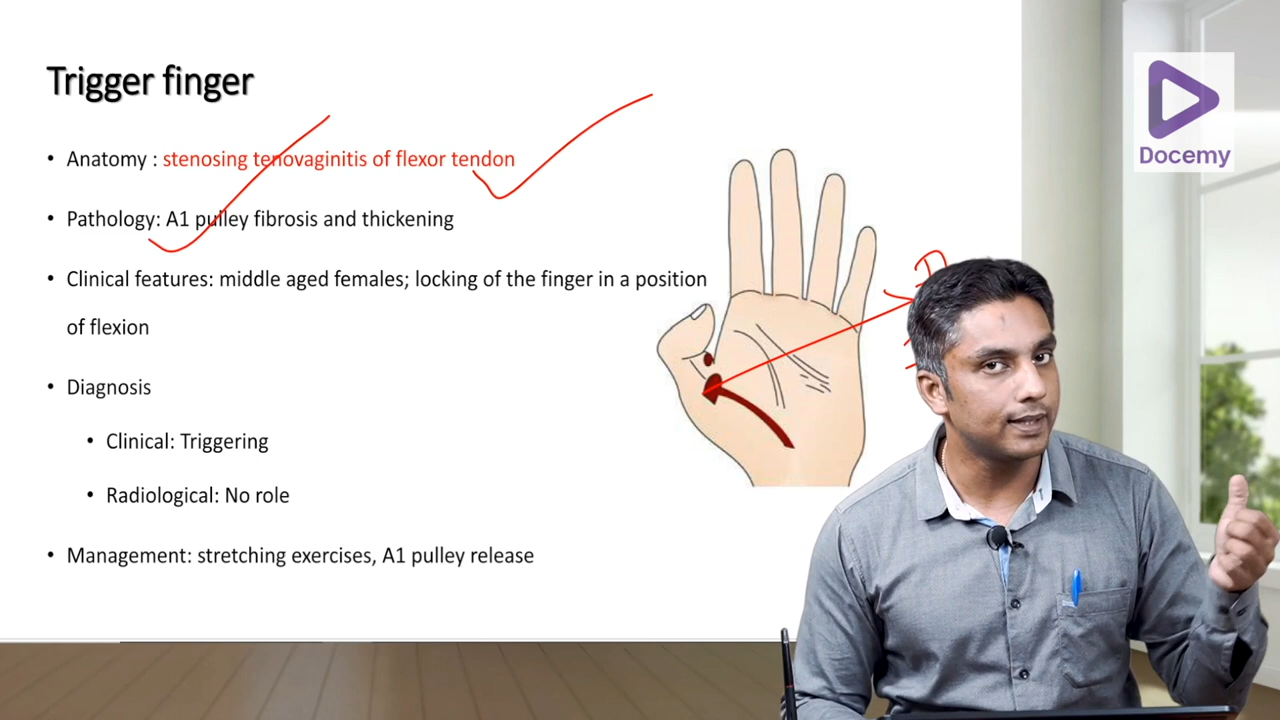 Trigger finger
• Anatomy : stenosing tenovaginitis of flexor tendon
• Pathology: A1 pulley fibrosis and thickening
• Clinical features: middle aged females; locking of the finger in a position
of flexion
• Diagnosis
• Clinical: Triggering
• Radiological: No role
• Management: stretching exercises, A1 pulley release
Docemy